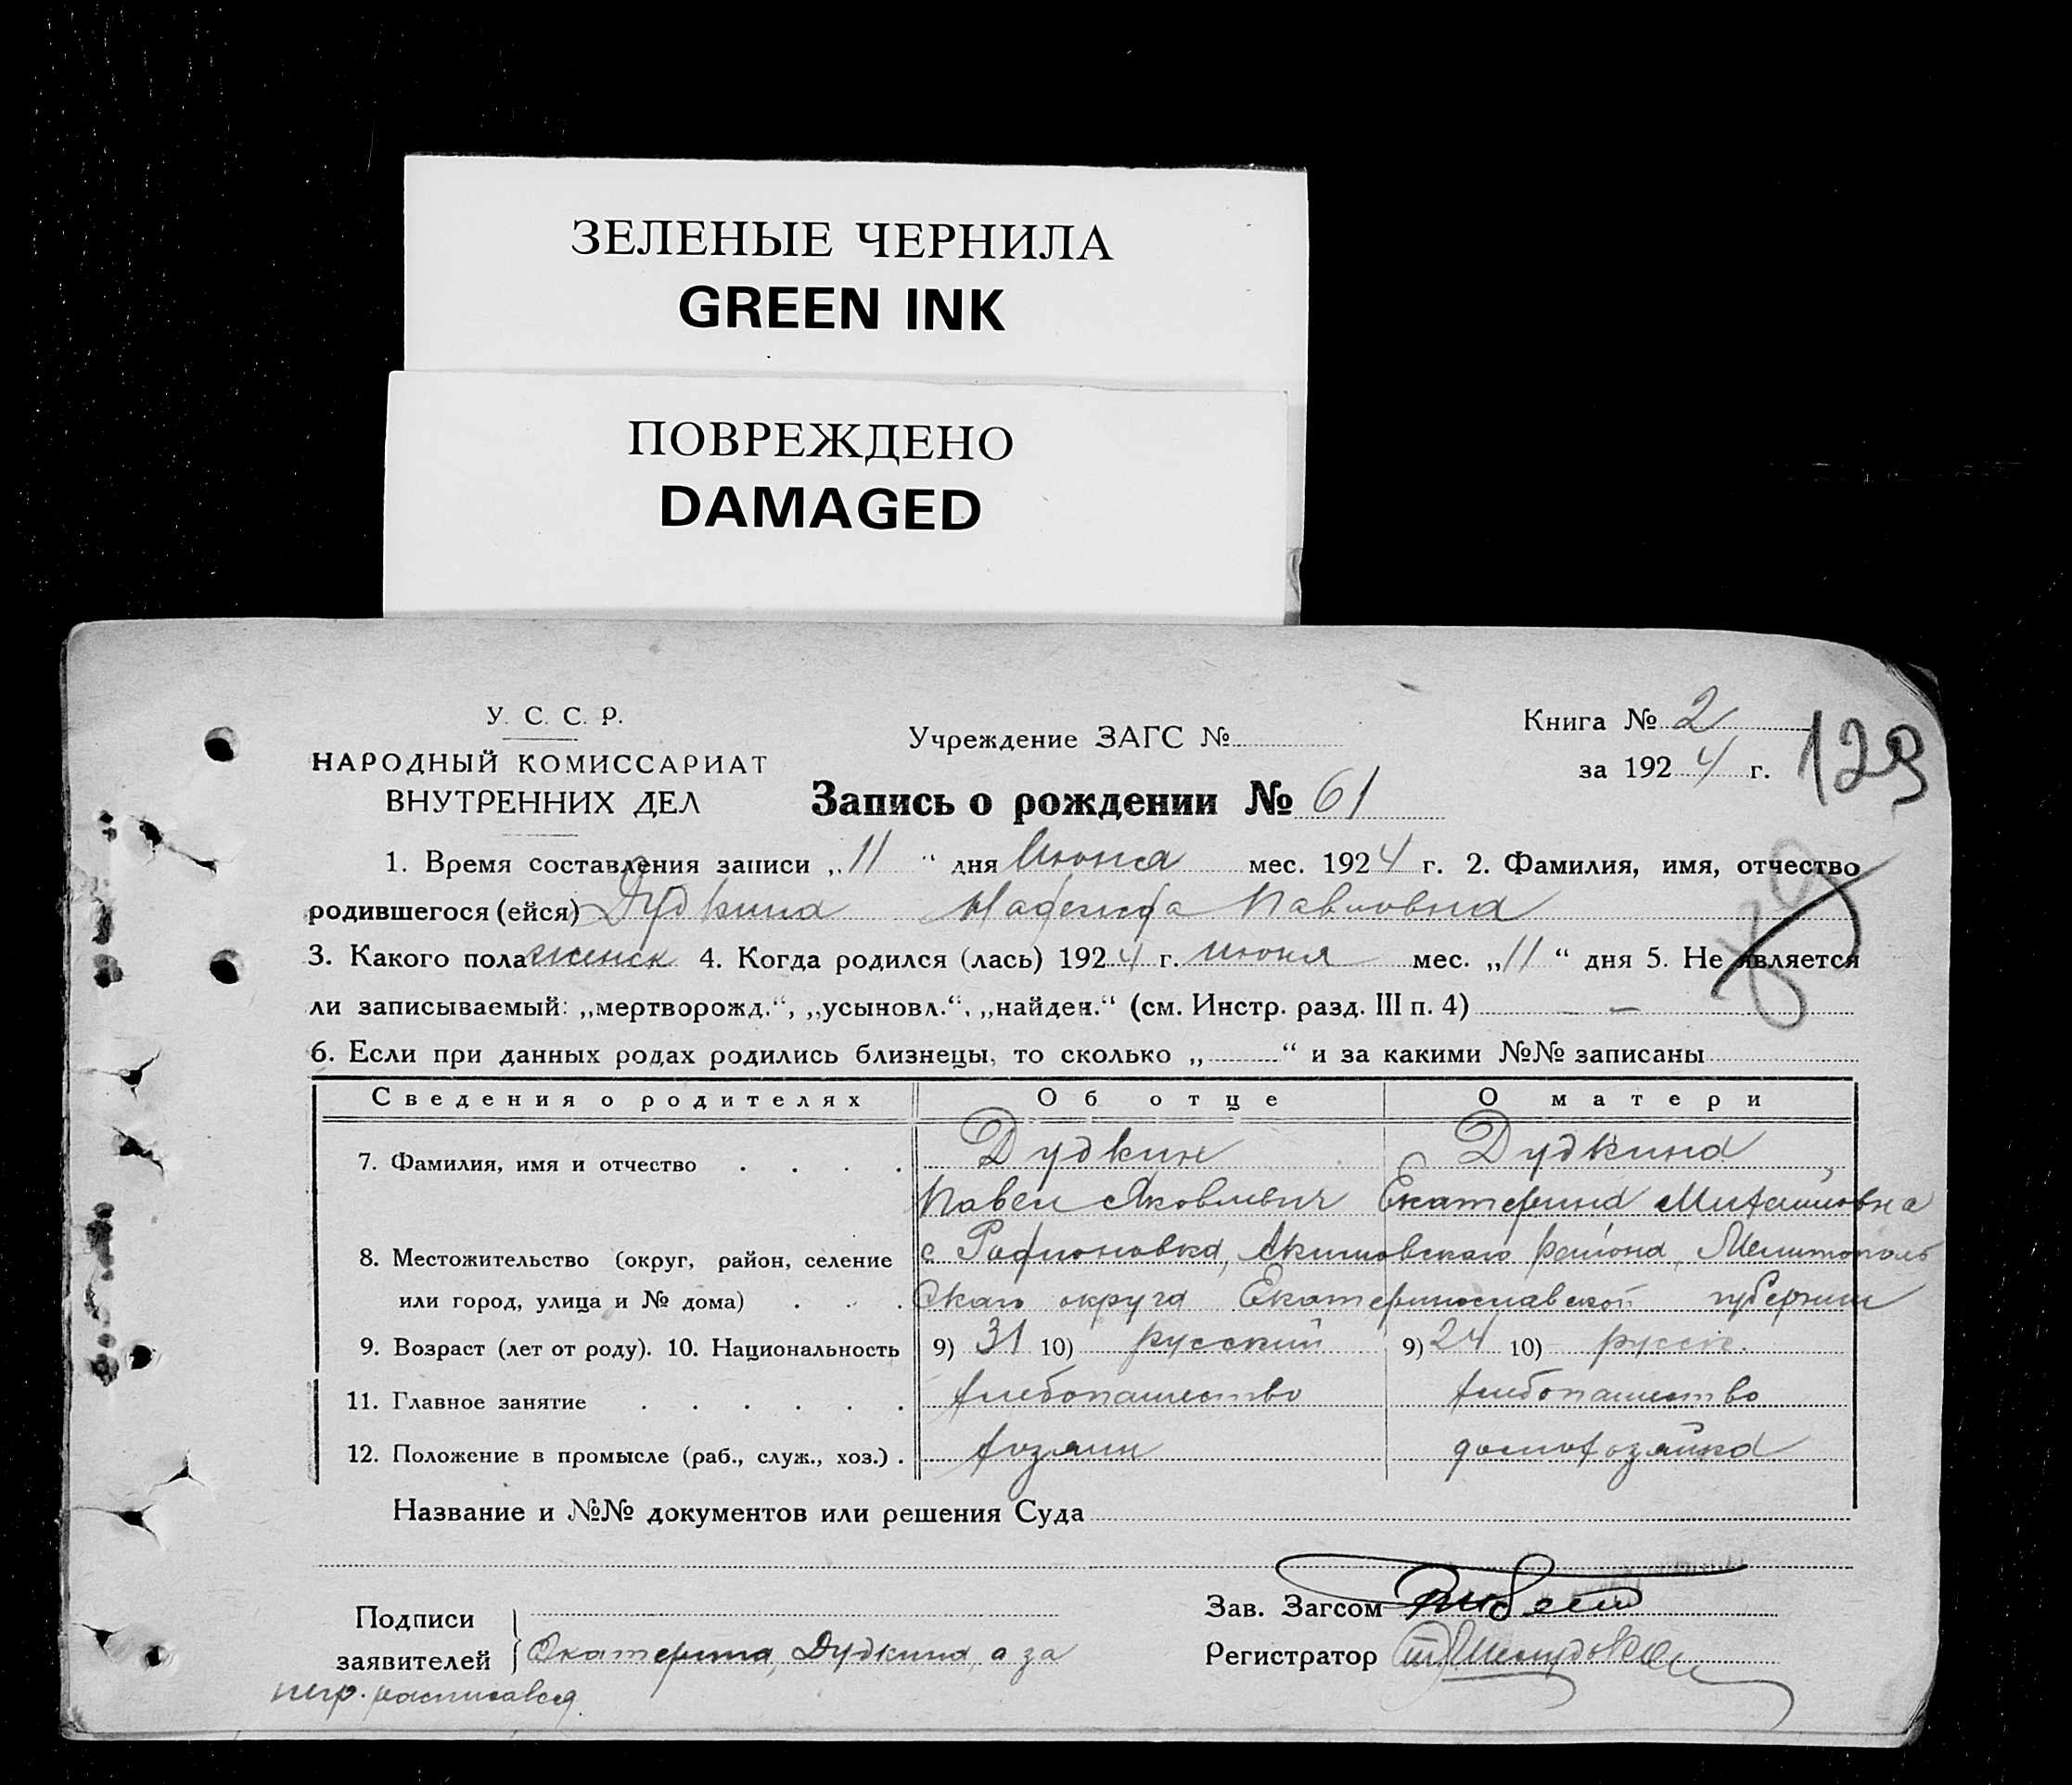 ЗЕЛЕНЫЕ ЧЕРНИЛА
GREEN INK
ПОВРЕЖДЕНО
DAMAGED
У. С. С. Р.
НАРОДНЫЙ КОМИССАРИАТ
ВНУТРЕННИХ ДЕЛ
Учреждение ЗАГС №
Книга № 2
за 1924 г.
129
Запись о рождении № 61
1. Время составления записи „11“ дня Июня мес. 1924 г. 2. Фамилия, имя, отчество
родившегося (ейся) Дудкина Надежда Павловна
3. Какого пола женск 4. Когда родился (лась) 1924 г. июня мес. „11“ дня 5. Не является
ли записываемый: „мертворожд.“, „усыновл.“, „найден.“ (см. Инстр. разд. III п. 4) —
6. Если при данных родах родились близнецы, то сколько „ “ и за какими №№ записаны
Сведения о родителях Об отце О матери
7. Фамилия, имя и отчество Дудкин Дудкина,
Павел Яковлевич Екатерина Михайловна
8. Местожительство (округ, район, селение с. Радионовка, Акимовскаго района, Мелитополь
или город, улица и № дома) скаго округа Екатеринославской губернии
9. Возраст (лет от роду). 10. Национальность 9) 31 10) русский 9) 24 10) русск.
11. Главное занятие хлебопашество хлебопашество
12. Положение в промысле (раб., служ., хоз.) хозяин домохозяйка
Название и №№ документов или решения Суда
Подписи
заявителей Екатерина Дудкина, а за
негр. расписался
Зав. Загсом
Регистратор